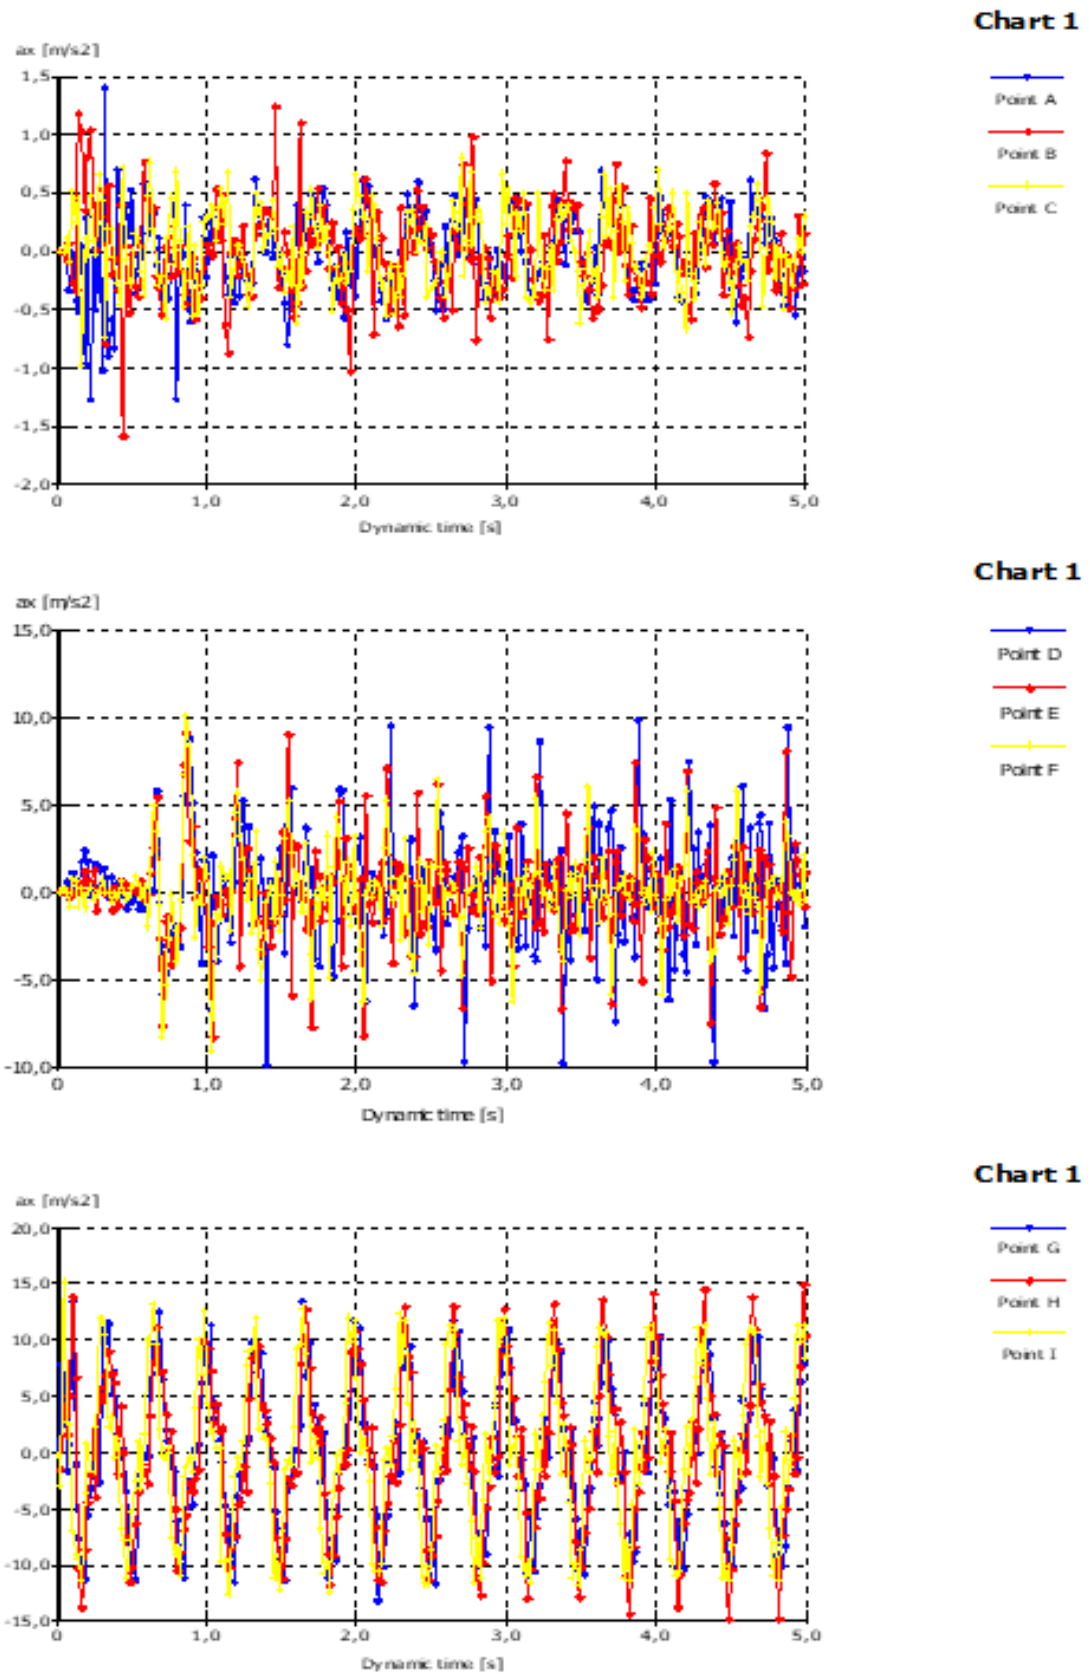 Chart 1
ax [m/s2]
1,5
1,0
0,5
0,0
-0,5
-1,0
-1,5
-2,0
0 1,0 2,0 3,0 4,0 5,0
Dynamic time [s]
Point A
Point B
Point C
Chart 1
ax [m/s2]
15,0
10,0
5,0
0,0
-5,0
-10,0
0 1,0 2,0 3,0 4,0 5,0
Dynamic time [s]
Point D
Point E
Point F
Chart 1
ax [m/s2]
20,0
15,0
10,0
5,0
0,0
-5,0
-10,0
-15,0
0 1,0 2,0 3,0 4,0 5,0
Dynamic time [s]
Point G
Point H
Point I